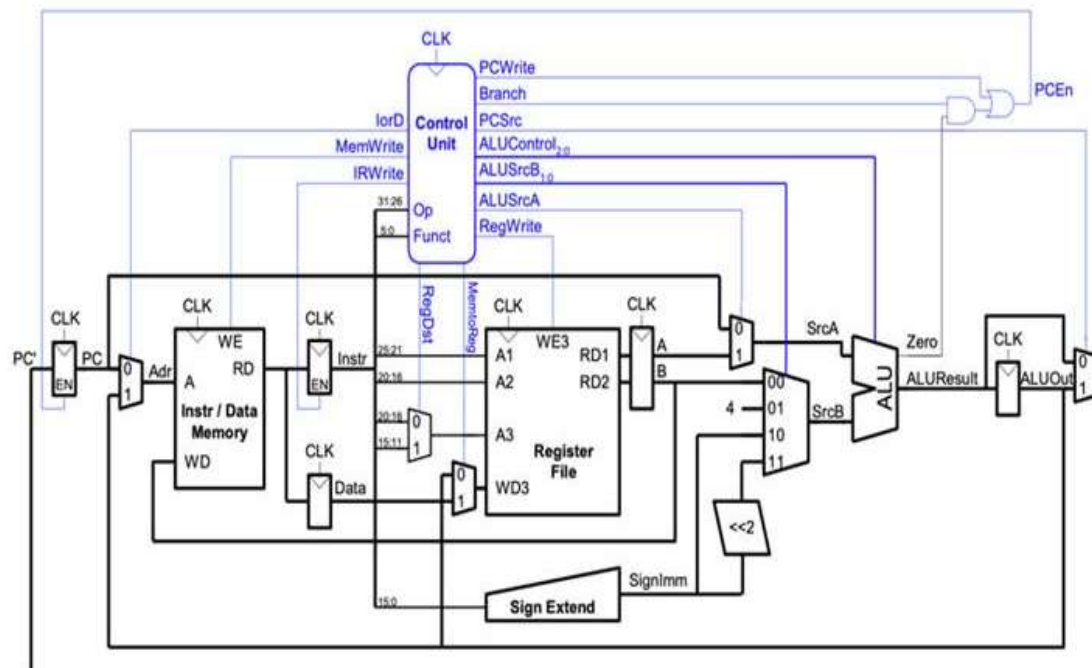 CLK
PCWrite
Branch
PCEn
IorD
Control
Unit
PCSrc
MemWrite
ALUControl2:0
IRWrite
ALUSrcB1:0
31:26
Op
ALUSrcA
5:0
Funct
RegWrite
RegDst
MemtoReg
CLK
CLK
CLK
CLK
CLK
CLK
PC'
PC
EN
0
1
Adr
WE
A
RD
Instr / Data
Memory
WD
EN
Instr
25:21
A1
WE3
RD1
A
0
1
SrcA
Zero
20:16
A2
RD2
B
00
ALU
ALUResult
ALUOut
0
1
4
01
SrcB
20:16
0
15:11
1
A3
10
Register
File
11
CLK
Data
0
1
WD3
<<2
SignImm
15:0
Sign Extend